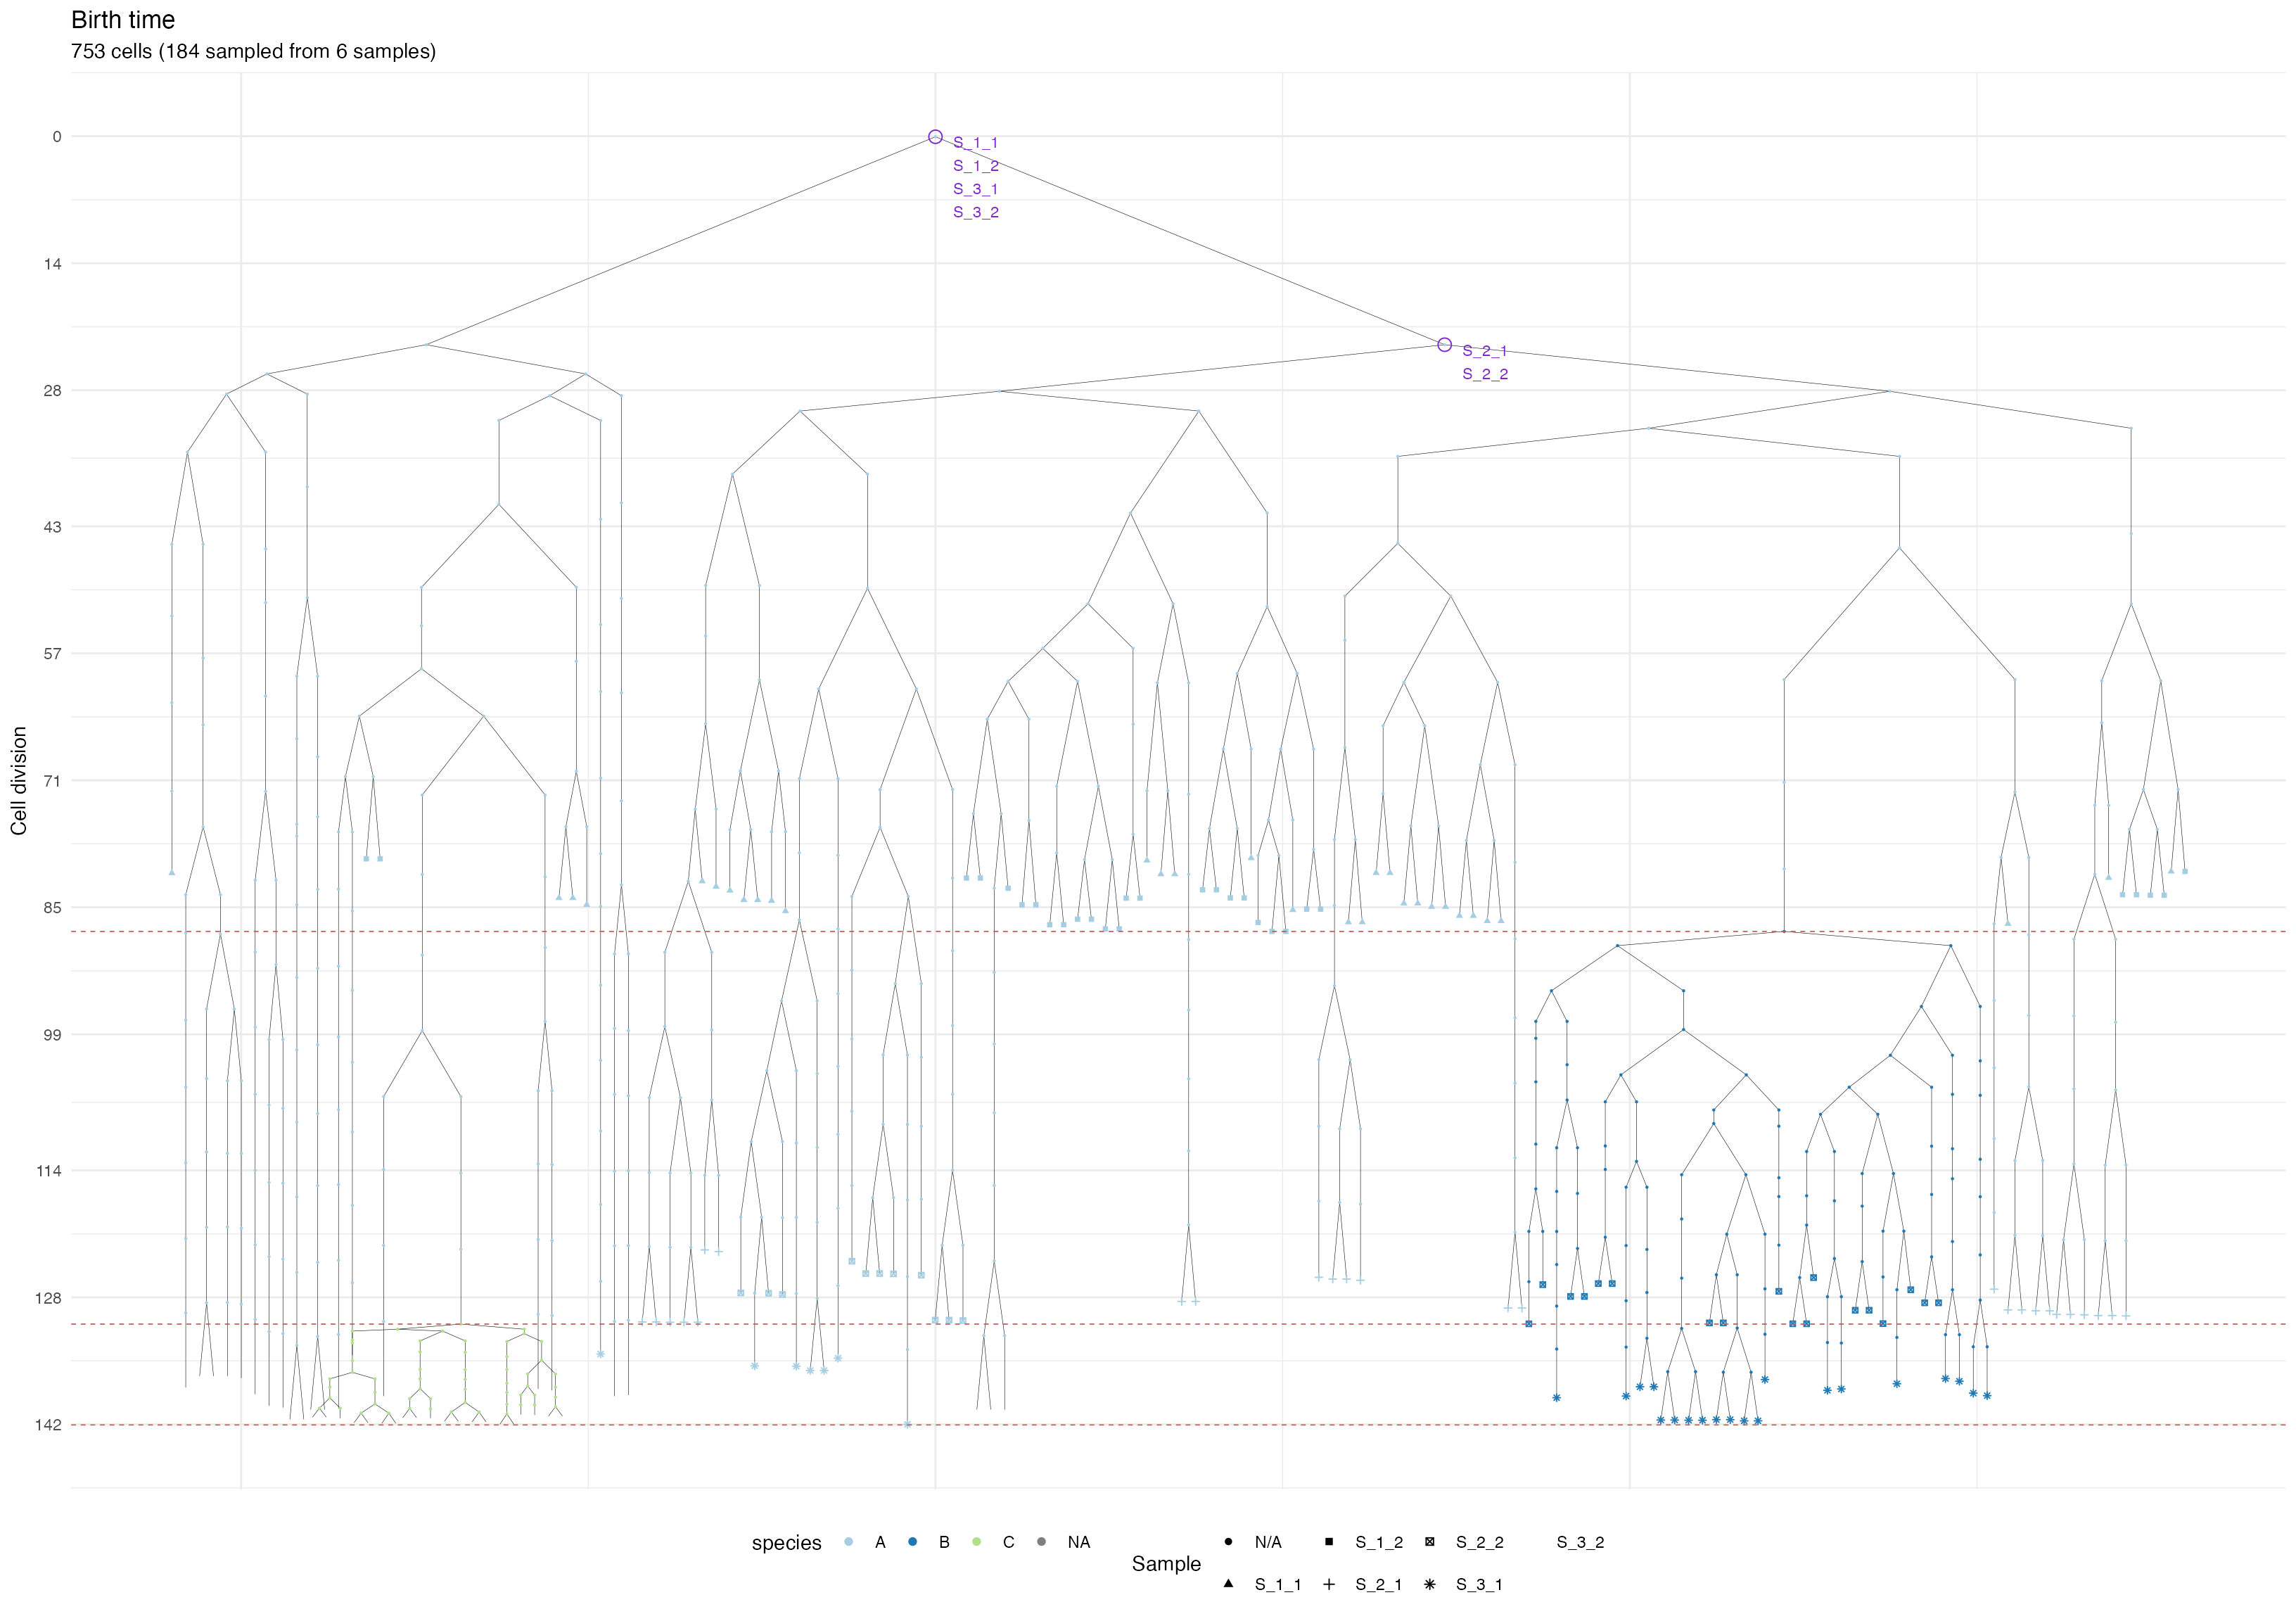 Birth time
753 cells (184 sampled from 6 samples)
0
S_1_1
S_1_2
S_3_1
S_3_2
14
S_2_1
S_2_2
28
43
57
71
Cell division
85
99
114
128
142
species A B C NA
Sample
N/A S_1_2 S_2_2 S_3_2
S_1_1 S_2_1 S_3_1